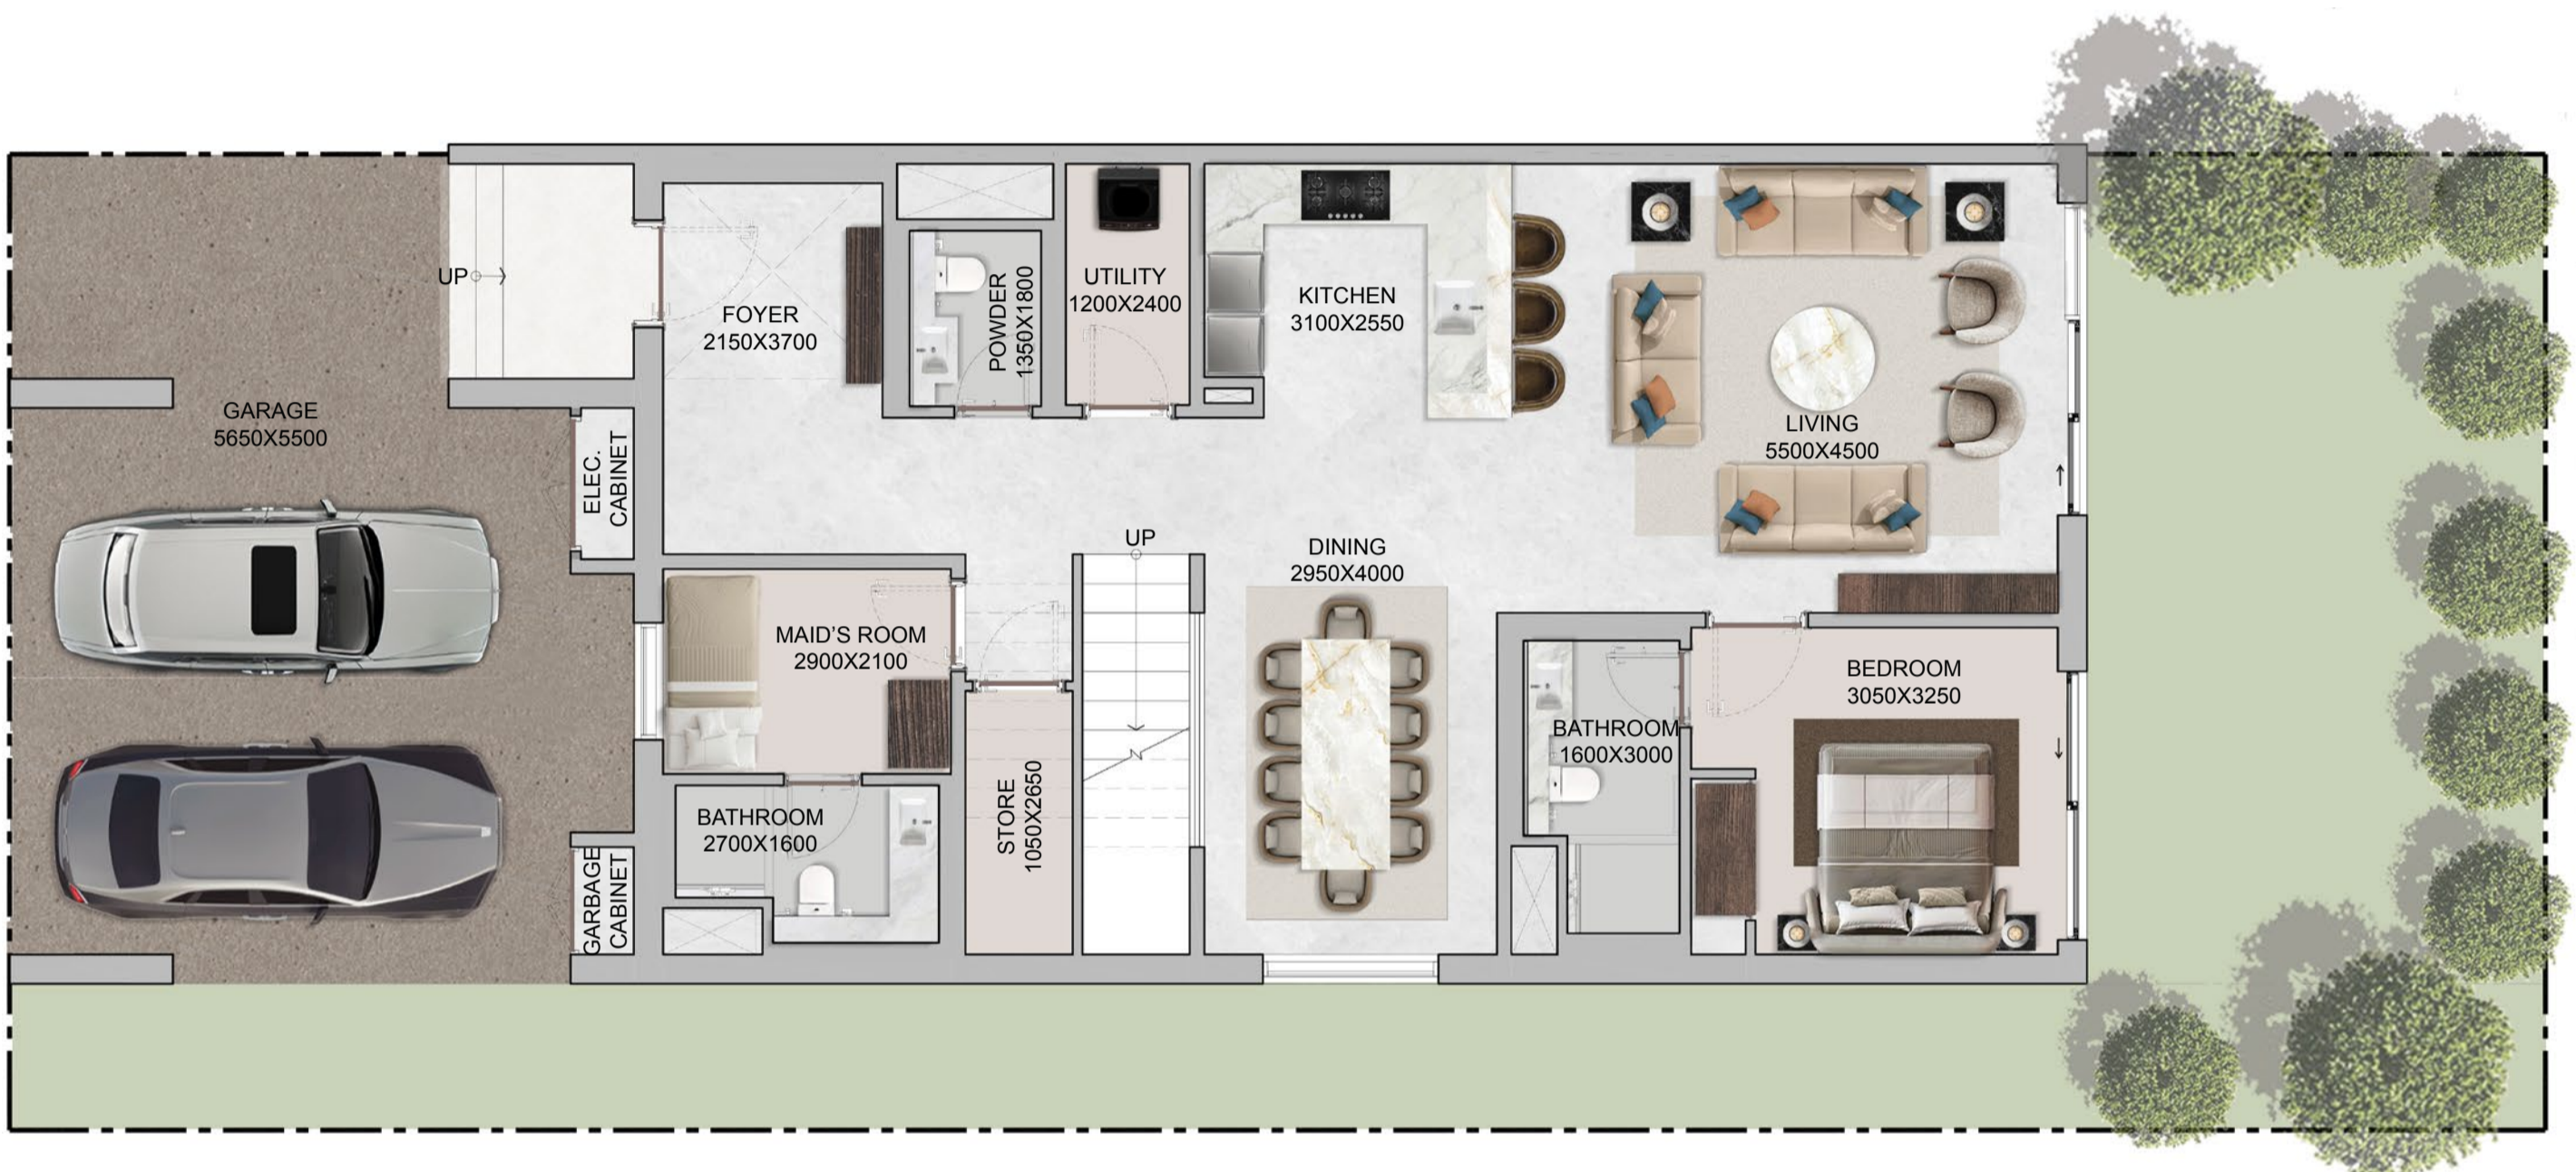 UP
FOYER
2150X3700
POWDER
1350X1800
UTILITY
1200X2400
KITCHEN
3100X2550
LIVING
5500X4500
GARAGE
5650X5500
ELEC.
CABINET
UP
DINING
2950X4000
MAID'S ROOM
2900X2100
BEDROOM
3050X3250
BATHROOM
1600X3000
BATHROOM
2700X1600
STORE
1050X2650
GARBAGE
CABINET